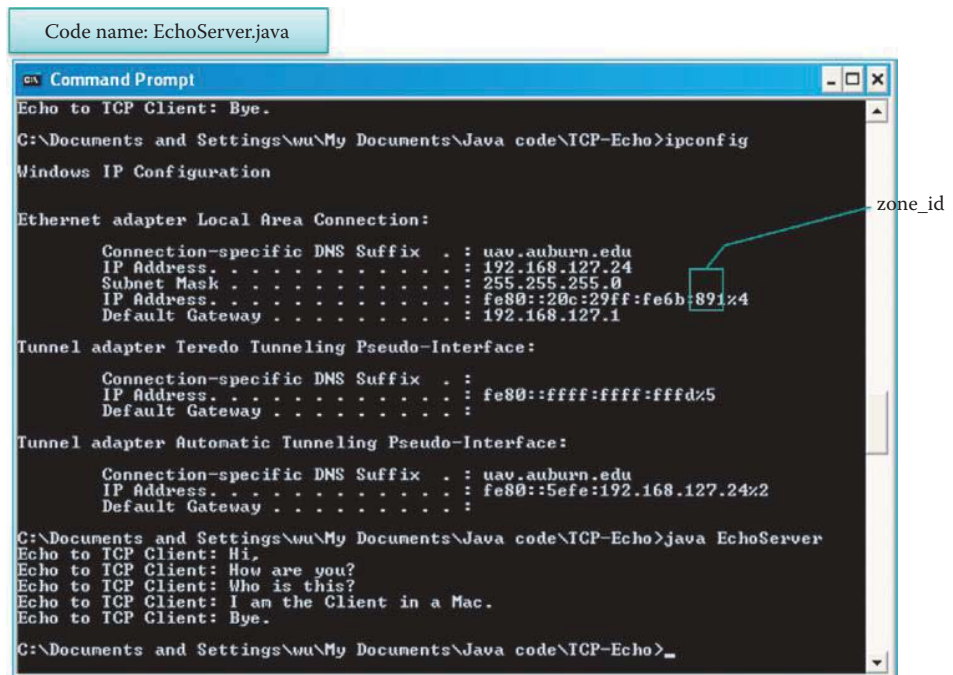 Code name: EchoServer.java
Command Prompt
Echo to TCP Client: Bye.
C:\Documents and Settings\wu\My Documents\Java code\TCP-Echo>ipconfig
Windows IP Configuration
Ethernet adapter Local Area Connection:
Connection-specific DNS Suffix . : uav.auburn.edu
IP Address. . . . . . . . . . . . : 192.168.127.24
Subnet Mask . . . . . . . . . . . : 255.255.255.0
IP Address. . . . . . . . . . . . : fe80::20c:29ff:fe6b:891%4
Default Gateway . . . . . . . . . : 192.168.127.1
zone_id
Tunnel adapter Teredo Tunneling Pseudo-Interface:
Connection-specific DNS Suffix . :
IP Address. . . . . . . . . . . . : fe80::ffff:ffff:fffd%5
Default Gateway . . . . . . . . . :
Tunnel adapter Automatic Tunneling Pseudo-Interface:
Connection-specific DNS Suffix . : uav.auburn.edu
IP Address. . . . . . . . . . . . : fe80::5efe:192.168.127.24%2
Default Gateway . . . . . . . . . :
C:\Documents and Settings\wu\My Documents\Java code\TCP-Echo>java EchoServer
Echo to TCP Client: Hi,
Echo to TCP Client: How are you?
Echo to TCP Client: Who is this?
Echo to TCP Client: I am the Client in a Mac.
Echo to TCP Client: Bye.
C:\Documents and Settings\wu\My Documents\Java code\TCP-Echo>_